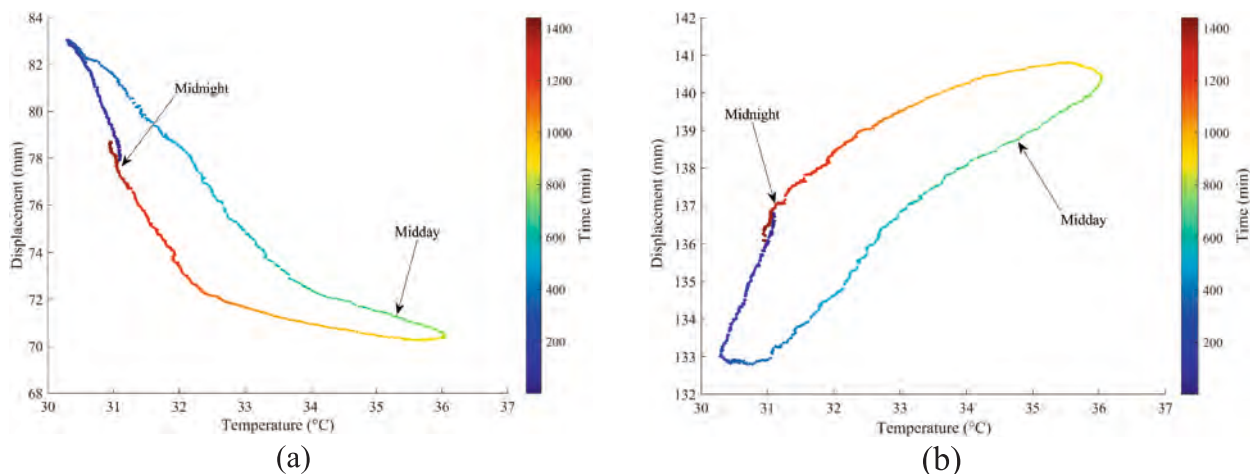 84
82
80
78
76
74
72
70
68
30 31 32 33 34 35 36 37
Displacement (mm)
Temperature (°C)
Midnight
Midday
1400
1200
1000
800
600
400
200
Time (min)
(a)
142
141
140
139
138
137
136
135
134
133
132
30 31 32 33 34 35 36 37
Displacement (mm)
Temperature (°C)
Midnight
Midday
1400
1200
1000
800
600
400
200
Time (min)
(b)